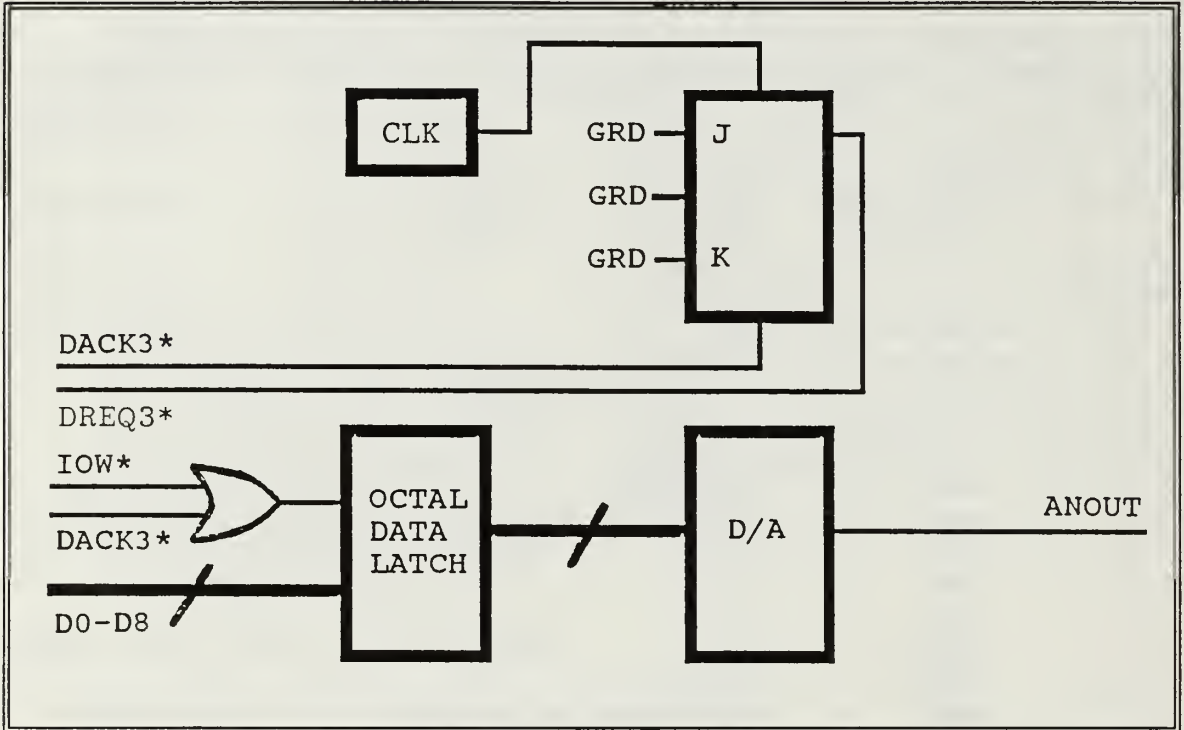 CLK
GRD
J
GRD
GRD
K
DACK3*
DREQ3*
IOW*
DACK3*
D0-D8
OCTAL
DATA
LATCH
D/A
ANOUT